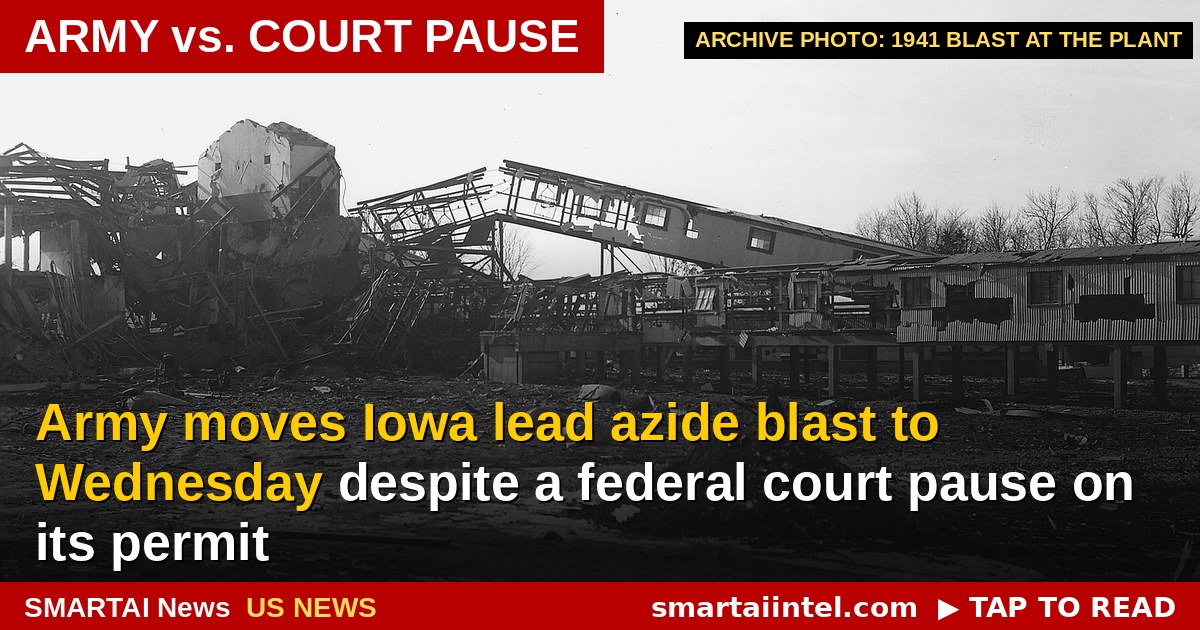 ARMY vs. COURT PAUSE
ARCHIVE PHOTO: 1941 BLAST AT THE PLANT
Army moves Iowa lead azide blast to
Wednesday despite a federal court pause on
its permit
SMARTAI News US NEWS
smartaiintel.com ▶ TAP TO READ